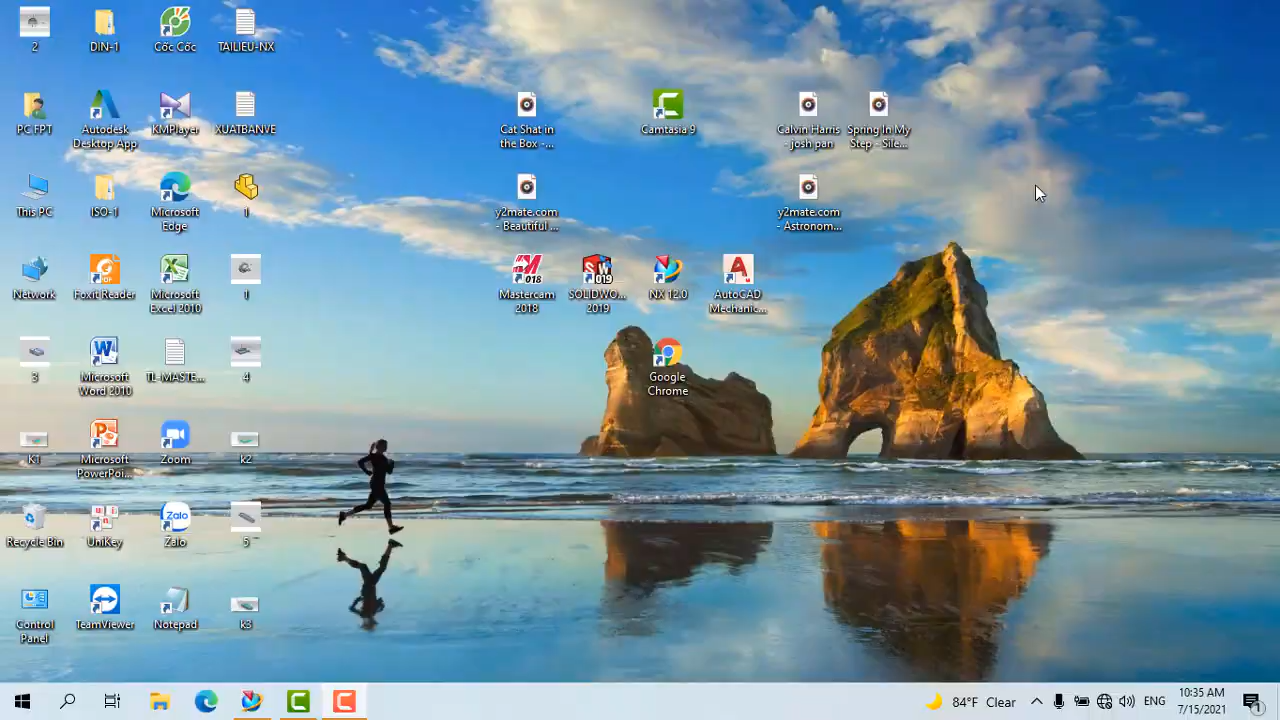 2
DIN-1
Cốc Cốc
TAILIEU-NX
PC FPT
Autodesk
Desktop App
KMPlayer
XUATBANVE
Cat Shat in
the Box -...
Camtasia 9
Calvin Harris
- josh pan
Spring In My
Step - Sile...
This PC
ISO-1
Microsoft
Edge
1
y2mate.com
- Beautiful ...
y2mate.com
- Astronom...
Network
Foxit Reader
Microsoft
Excel 2010
1
Mastercam
2018
SOLIDWO...
2019
NX 12.0
AutoCAD
Mechanic...
3
Microsoft
Word 2010
TL-MASTE...
4
Google
Chrome
K1
Microsoft
PowerPoi...
Zoom
k2
Recycle Bin
UniKey
Zalo
5
Control
Panel
TeamViewer
Notepad
k3
84°F Clear
ENG
10:35 AM
7/15/2021
1